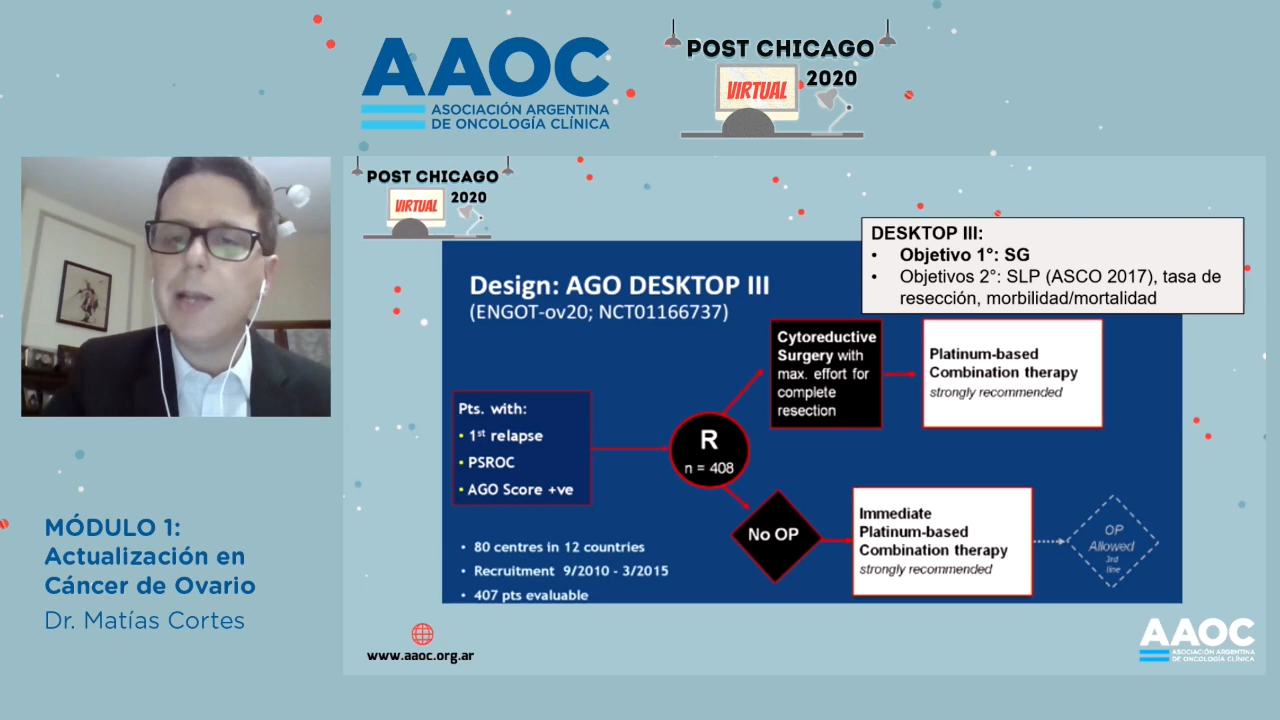 AAOC
ASOCIACIÓN ARGENTINA
DE ONCOLOGÍA CLÍNICA
POST CHICAGO
2020
VIRTUAL
POST CHICAGO
2020
VIRTUAL
DESKTOP III:
• Objetivo 1°: SG
• Objetivos 2°: SLP (ASCO 2017), tasa de
resección, morbilidad/mortalidad
Design: AGO DESKTOP III
(ENGOT-ov20; NCT01166737)
Pts. with:
• 1st relapse
• PSROC
• AGO Score +ve
R
n = 408
Cytoreductive
Surgery with
max. effort for
complete
resection
Platinum-based
Combination therapy
strongly recommended
No OP
Immediate
Platinum-based
Combination therapy
strongly recommended
OP
Allowed
3rd
line
• 80 centres in 12 countries
• Recruitment 9/2010 - 3/2015
• 407 pts evaluable
MÓDULO 1:
Actualización en
Cáncer de Ovario
Dr. Matías Cortes
www.aaoc.org.ar
AAOC
ASOCIACIÓN ARGENTINA
DE ONCOLOGÍA CLÍNICA